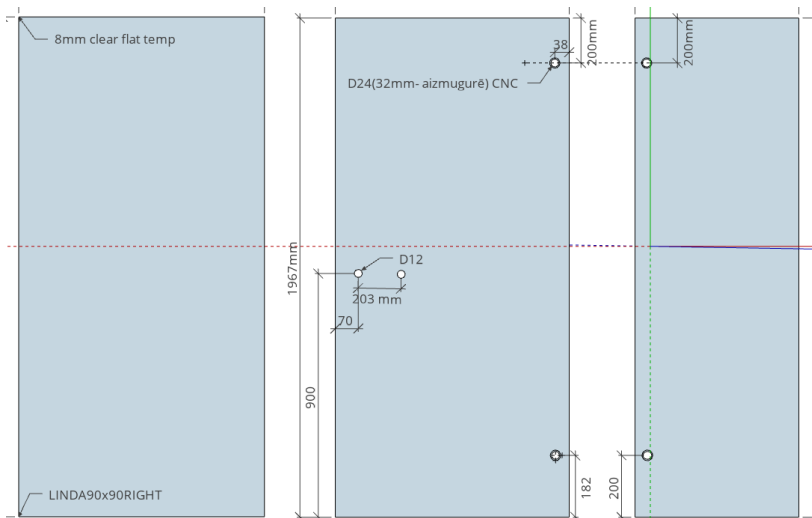 8mm clear flat temp
38
200mm
200mm
D24(32mm- aizmugurē) CNC
1967mm
D12
203 mm
70
900
182
200
LINDA90x90RIGHT